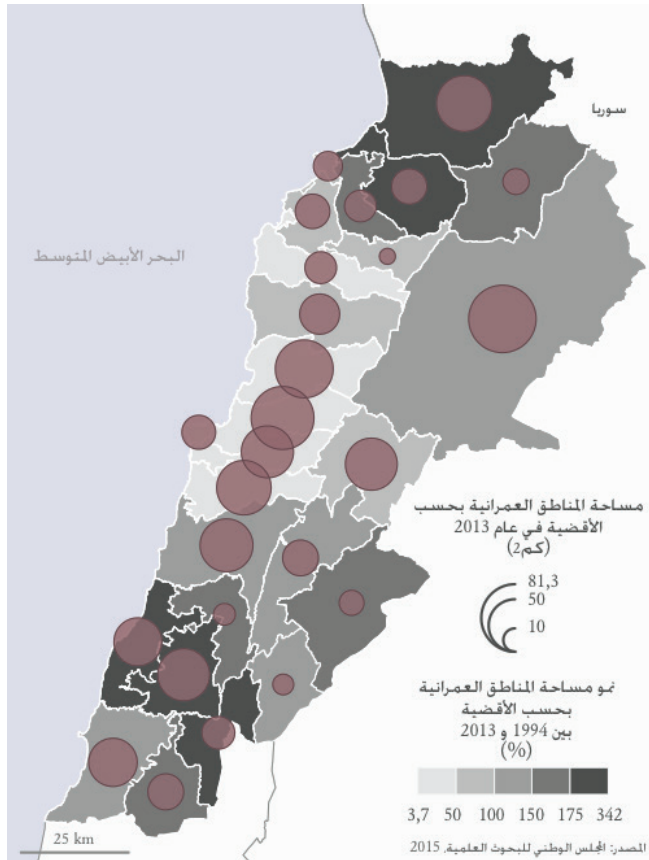 سوريا
البحر الأبيض المتوسط
مساحة المناطق العمرانية بحسب
الأقضية في عام 2013
(كم2)
81,3
50
10
نمو مساحة المناطق العمرانية
بحسب الأقضية
بين 1994 و 2013
(%)
3,7 50 100 150 175 342
25 km
المصدر: المجلس الوطني للبحوث العلمية، 2015